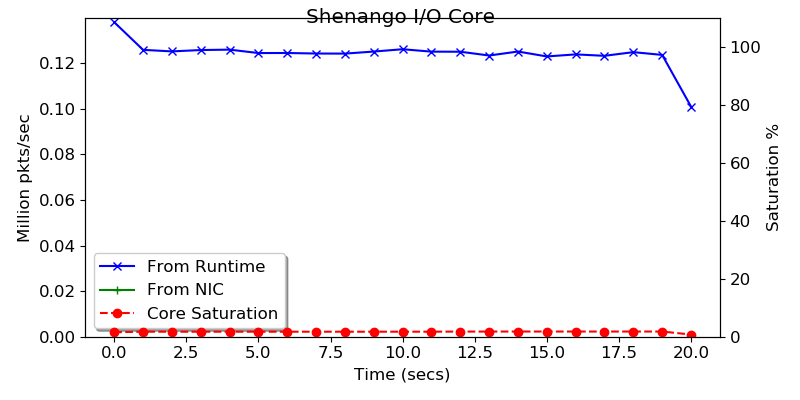 Shenango I/O Core
Million pkts/sec
0.12
0.10
0.08
0.06
0.04
0.02
0.00
From Runtime
From NIC
Core Saturation
100
80
60
40
20
0
Saturation %
0.0 2.5 5.0 7.5 10.0 12.5 15.0 17.5 20.0
Time (secs)